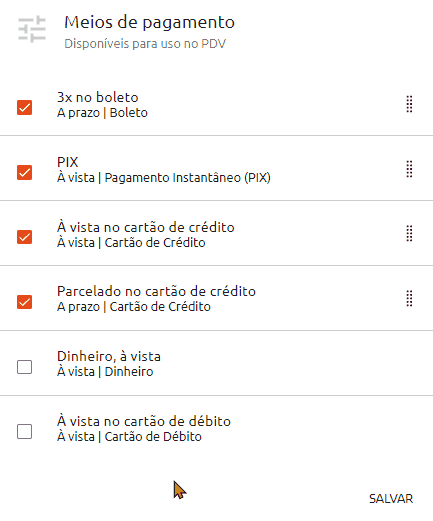 Meios de pagamento
Disponíveis para uso no PDV
3x no boleto
A prazo | Boleto
PIX
À vista | Pagamento Instantâneo (PIX)
À vista no cartão de crédito
À vista | Cartão de Crédito
Parcelado no cartão de crédito
A prazo | Cartão de Crédito
Dinheiro, à vista
À vista | Dinheiro
À vista no cartão de débito
À vista | Cartão de Débito
SALVAR